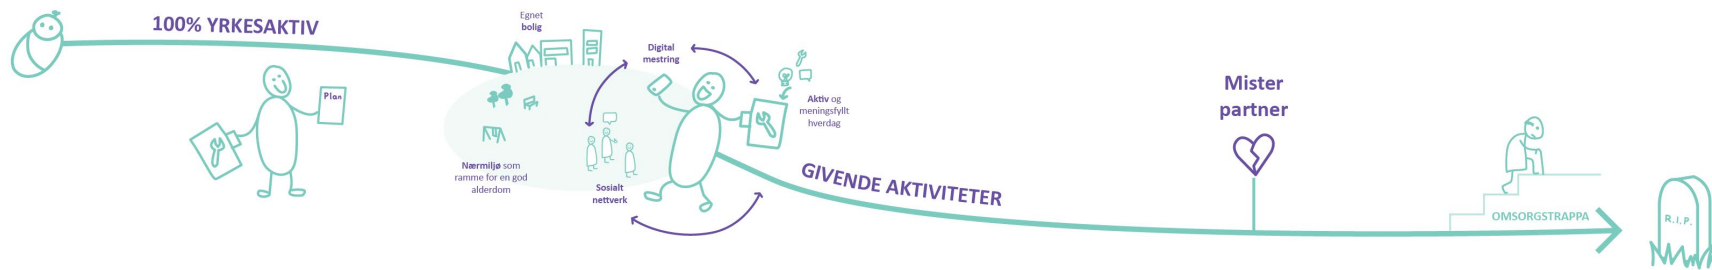 100% YRKESAKTIV
Plan
Egnet
bolig
Digital
mestring
Aktiv og
meningsfylt
hverdag
Nærmiljø som
ramme for en god
alderdom
Sosialt
nettverk
GIVENDE AKTIVITETER
Mister
partner
OMSORGSTRAPPA
R.I.P.